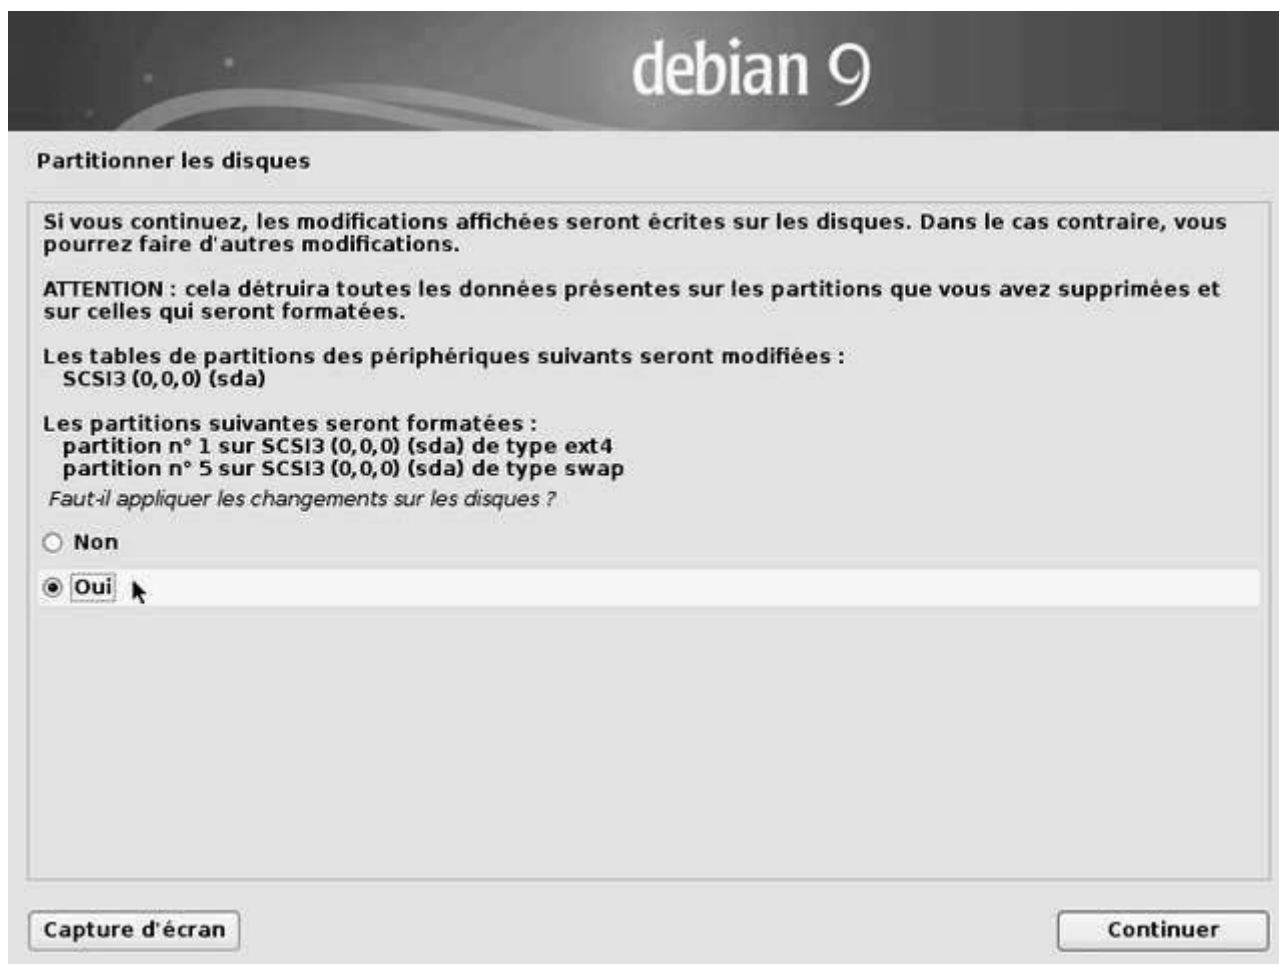 debian 9
Partitionner les disques
Si vous continuez, les modifications affichées seront écrites sur les disques. Dans le cas contraire, vous
pourrez faire d'autres modifications.
ATTENTION : cela détruira toutes les données présentes sur les partitions que vous avez supprimées et
sur celles qui seront formatées.
Les tables de partitions des périphériques suivants seront modifiées :
SCSI3 (0,0,0) (sda)
Les partitions suivantes seront formatées :
partition n° 1 sur SCSI3 (0,0,0) (sda) de type ext4
partition n° 5 sur SCSI3 (0,0,0) (sda) de type swap
Faut-il appliquer les changements sur les disques ?
Non
Oui
Capture d'écran
Continuer